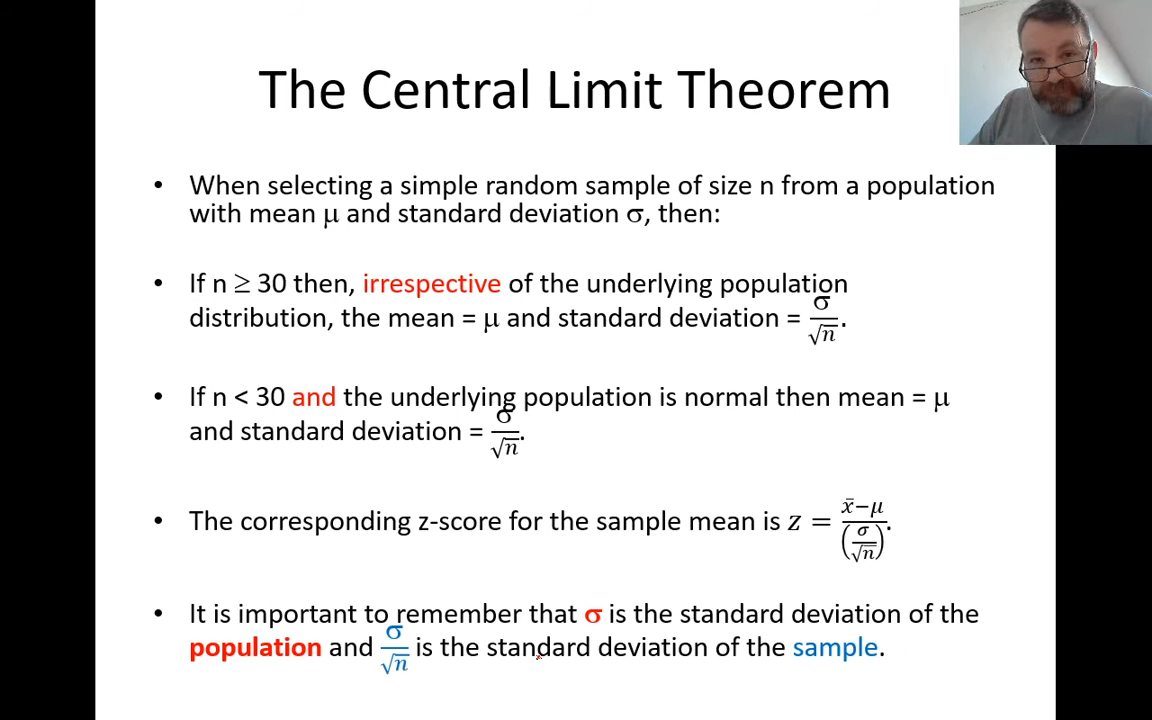 The Central Limit Theorem
• When selecting a simple random sample of size n from a population
with mean μ and standard deviation σ, then:
• If n ≥ 30 then, irrespective of the underlying population
distribution, the mean = μ and standard deviation = σ/√n.
• If n < 30 and the underlying population is normal then mean = μ
and standard deviation = σ/√n.
• The corresponding z-score for the sample mean is z = (x̄−μ)/(σ/√n).
• It is important to remember that σ is the standard deviation of the
population and σ/√n is the standard deviation of the sample.